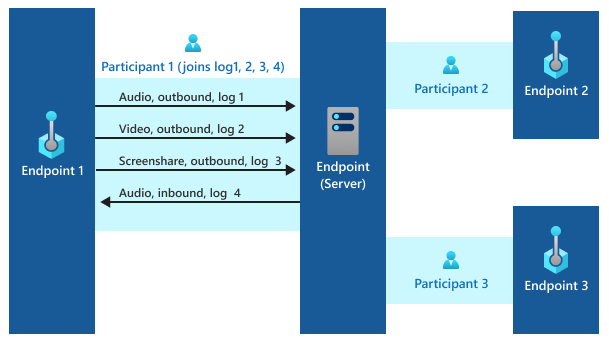 Participant 1 (joins log1, 2, 3, 4)
Audio, outbound, log 1
Video, outbound, log 2
Screenshare, outbound, log  3
Audio, inbound, log  4
Endpoint 1
Endpoint
(Server)
Participant 2
Endpoint 2
Participant 3
Endpoint 3